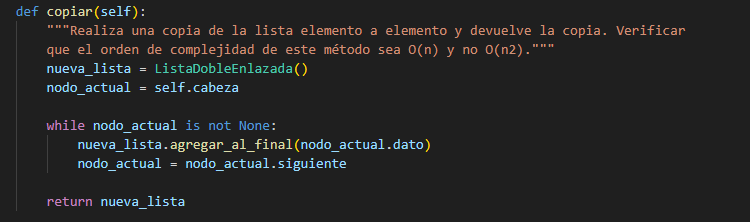 def copiar(self):
"""Realiza una copia de la lista elemento a elemento y devuelve la copia. Verificar
que el orden de complejidad de este método sea O(n) y no O(n2)."""
nueva_lista = ListaDobleEnlazada()
nodo_actual = self.cabeza
while nodo_actual is not None:
nueva_lista.agregar_al_final(nodo_actual.dato)
nodo_actual = nodo_actual.siguiente
return nueva_lista